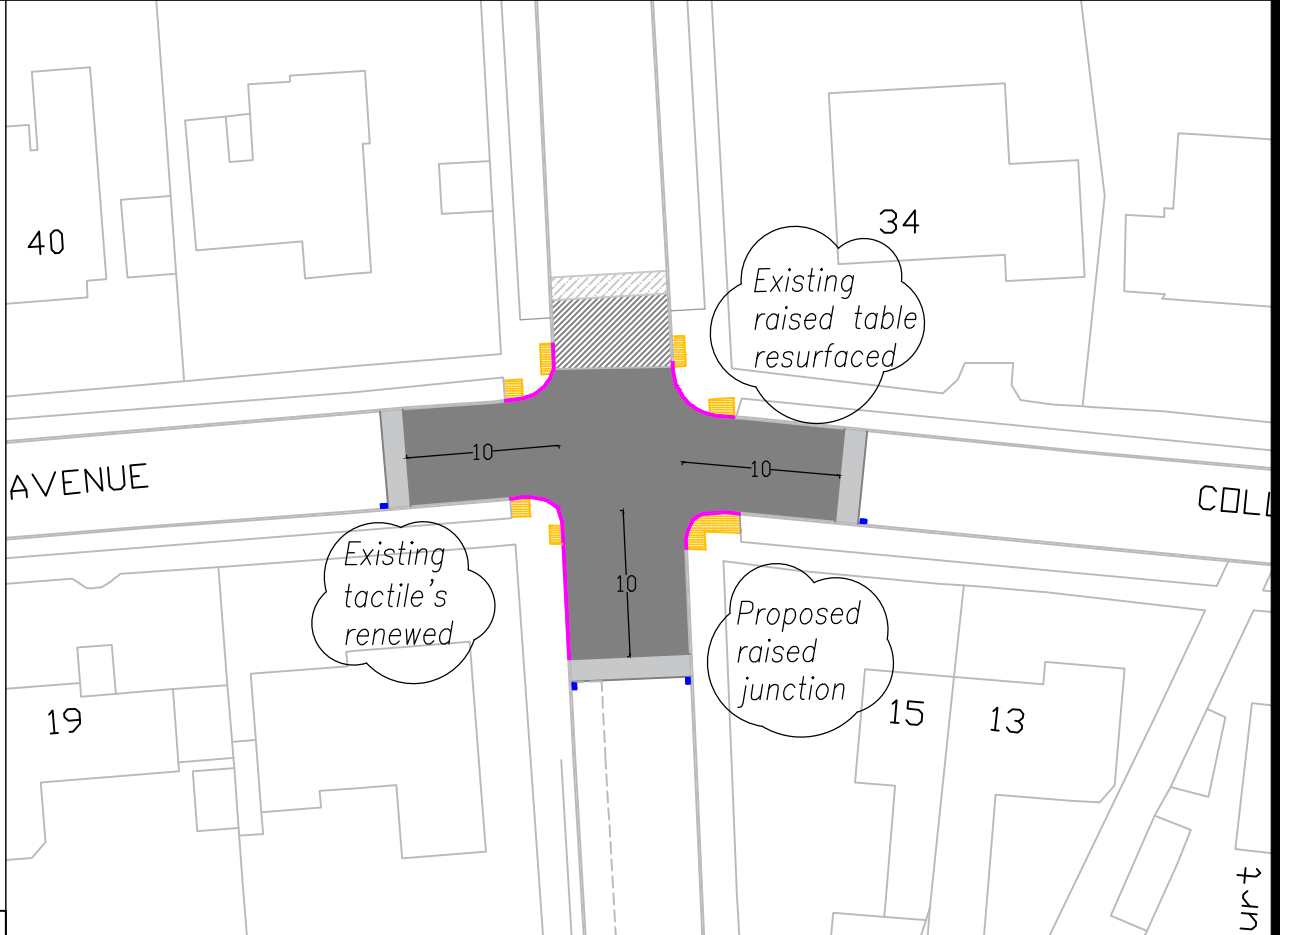 40
34
Existing
raised table
resurfaced
10
10
AVENUE
COLL
Existing
tactile's
renewed
10
Proposed
raised
junction
19
15
13
urt